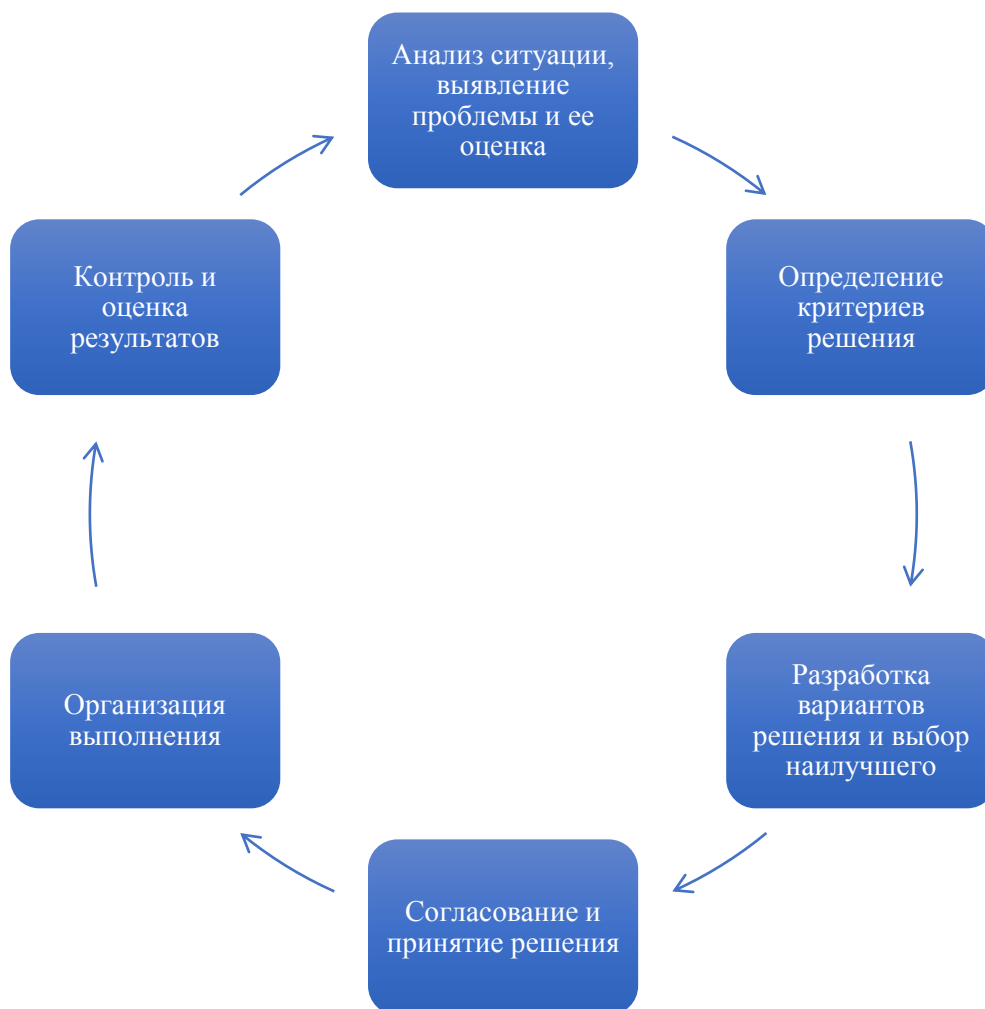 Анализ ситуации,
выявление
проблемы и ее
оценка
Определение
критериев
решения
Разработка
вариантов
решения и выбор
наилучшего
Согласование и
принятие решения
Организация
выполнения
Контроль и
оценка
результатов